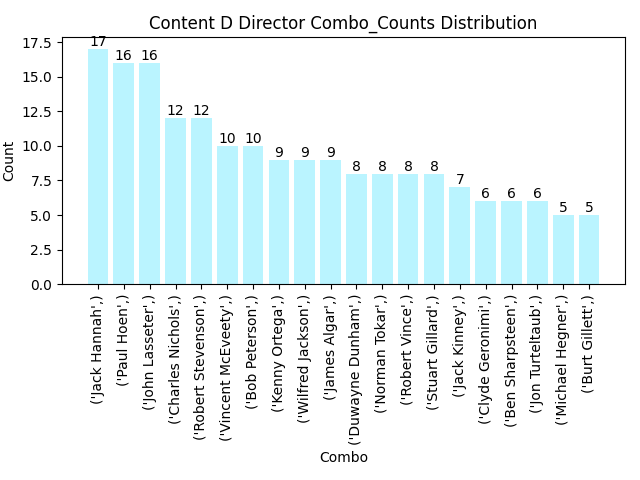 Content D Director Combo_Counts Distribution
17.5
15.0
12.5
10.0
7.5
5.0
2.5
0.0
Count
17
16
16
12
12
10
10
9
9
9
8
8
8
8
7
6
6
6
5
5
('Jack Hannah',)
('Paul Hoen',)
('John Lasseter',)
('Charles Nichols',)
('Robert Stevenson',)
('Vincent McEveety',)
('Bob Peterson',)
('Kenny Ortega',)
('Wilfred Jackson',)
('James Algar',)
('Duwayne Dunham',)
('Norman Tokar',)
('Robert Vince',)
('Stuart Gillard',)
('Jack Kinney',)
('Clyde Geronimi',)
('Ben Sharpsteen',)
('Jon Turteltaub',)
('Michael Hegner',)
('Burt Gillett',)
Combo